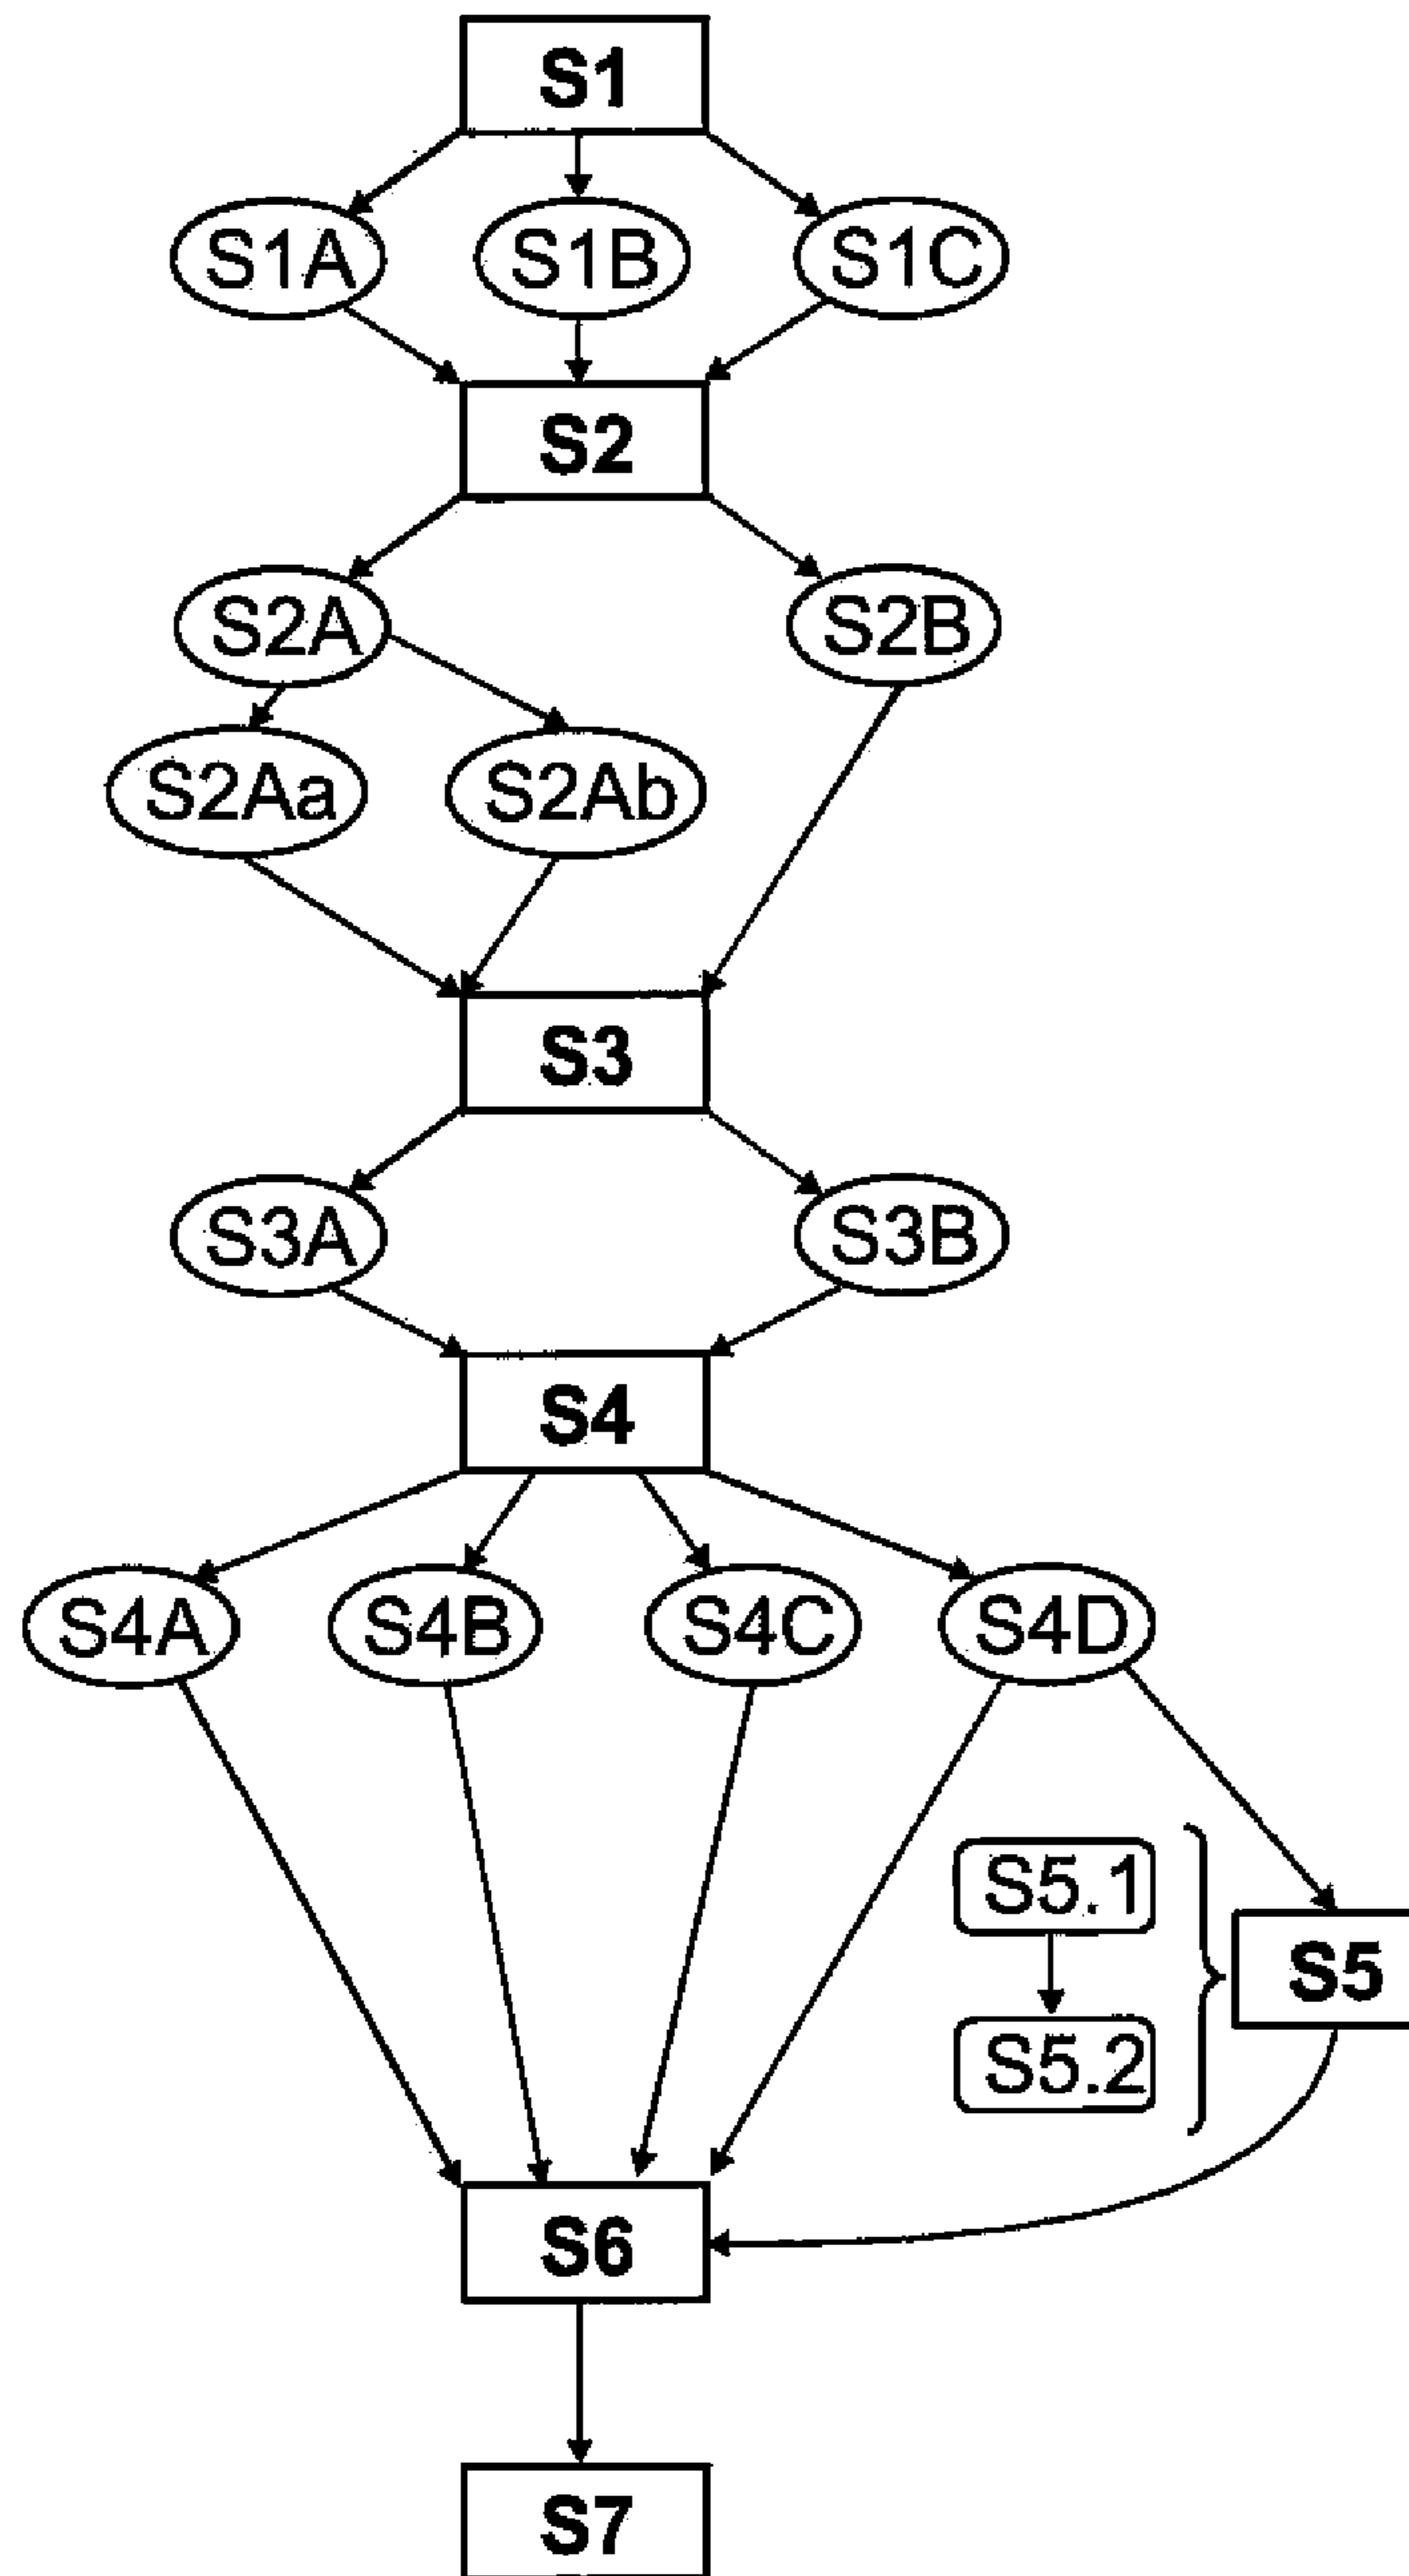 S1
S1A S1B S1C
S2
S2A S2B
S2Aa S2Ab
S3
S3A S3B
S4
S4A S4B S4C S4D
S5.1
S5
S5.2
S6
S7